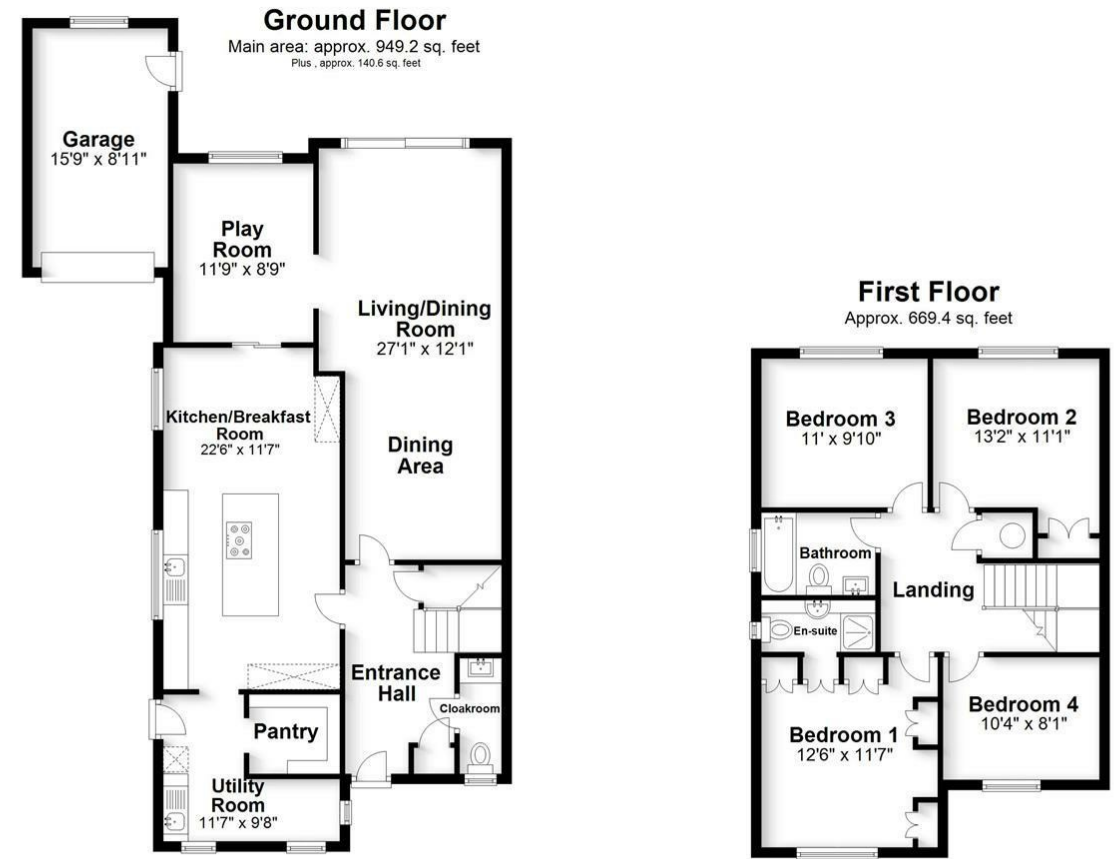 Ground Floor
Main area: approx. 949.2 sq. feet
Plus , approx. 140.6 sq. feet
Garage
15'9" x 8'11"
Play
Room
11'9" x 8'9"
Living/Dining
Room
27'1" x 12'1"
Kitchen/Breakfast
Room
22'6" x 11'7"
Dining
Area
Entrance
Hall
Cloakroom
Pantry
Utility
Room
11'7" x 9'8"
First Floor
Approx. 669.4 sq. feet
Bedroom 3
11' x 9'10"
Bedroom 2
13'2" x 11'1"
Bathroom
Landing
En-suite
Bedroom 1
12'6" x 11'7"
Bedroom 4
10'4" x 8'1"